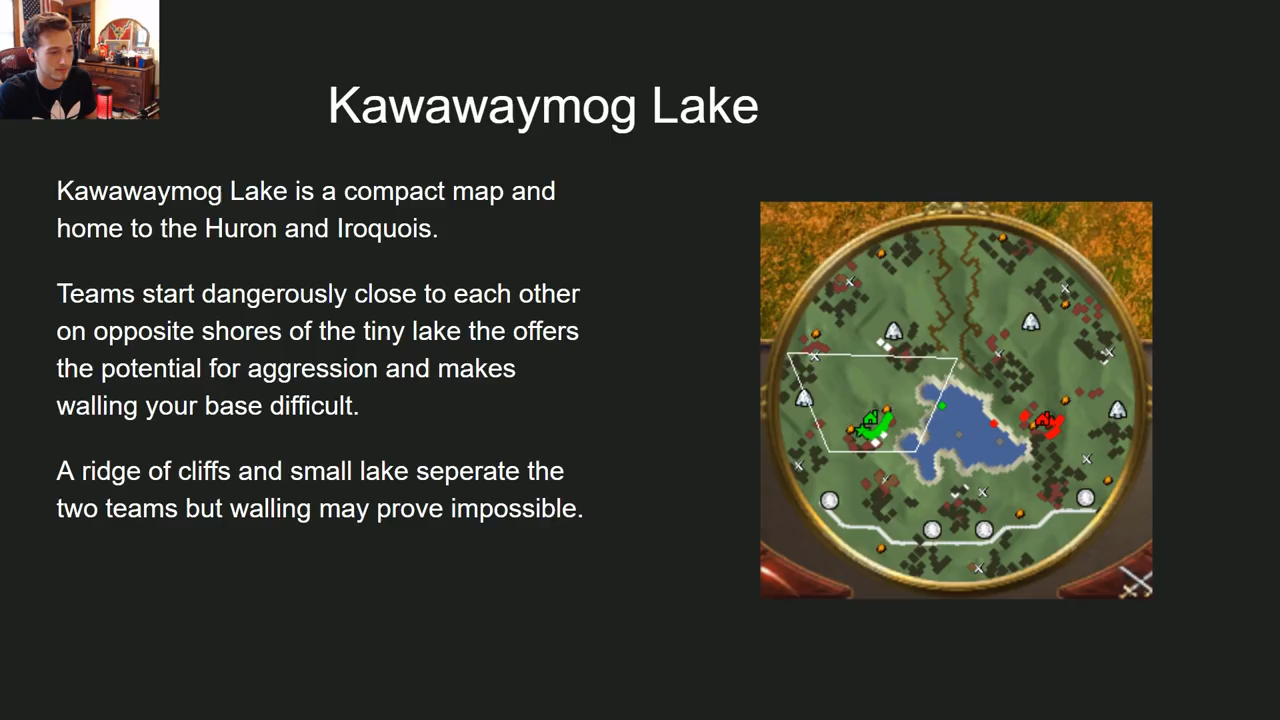 Kawawaymog Lake
Kawawaymog Lake is a compact map and
home to the Huron and Iroquois.
Teams start dangerously close to each other
on opposite shores of the tiny lake the offers
the potential for aggression and makes
walling your base difficult.
A ridge of cliffs and small lake seperate the
two teams but walling may prove impossible.